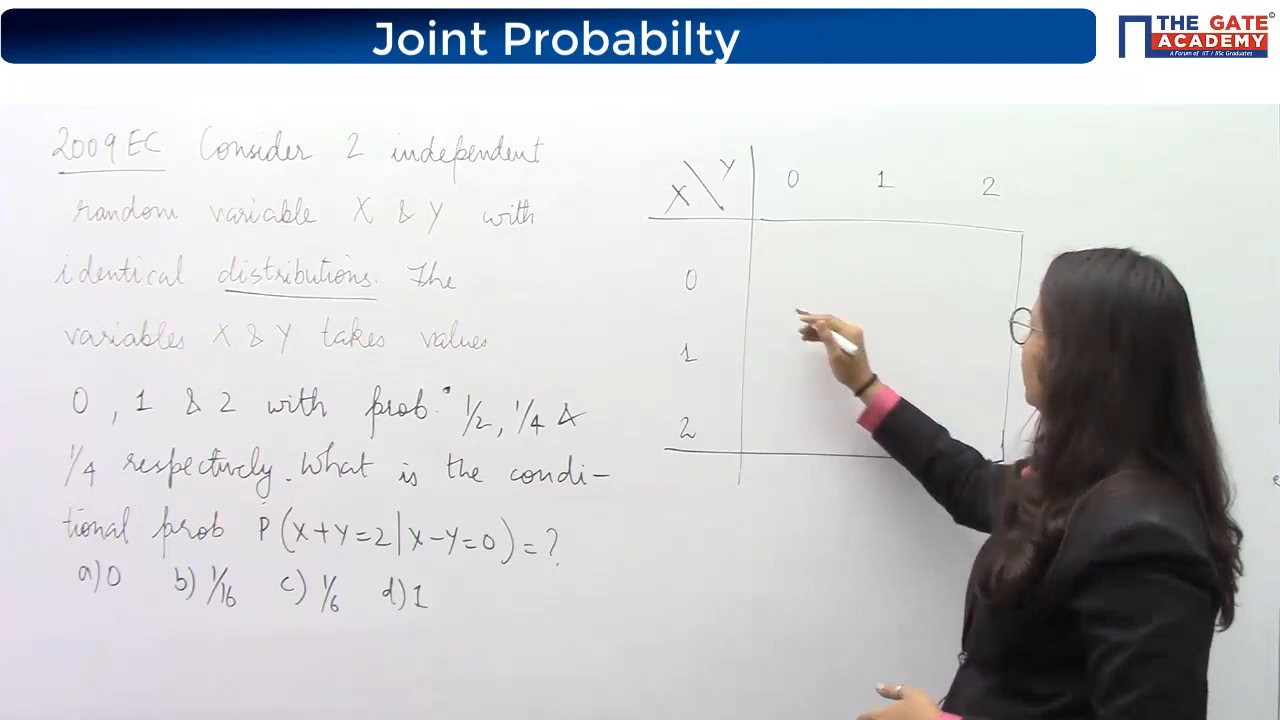 Joint Probabilty
THE GATE
ACADEMY
A Forum of IIT / IISc Graduates
©
2009 EC Consider 2 independent
random variable X & Y with
identical distributions. The
variables X & Y takes values
0, 1 & 2 with prob. 1/2, 1/4 &
1/4 respectively. What is the condi-
tional prob P(X+Y=2|X-Y=0)=?
a) 0 b) 1/16 c) 1/6 d) 1
X \ Y 0 1 2
0
1
2